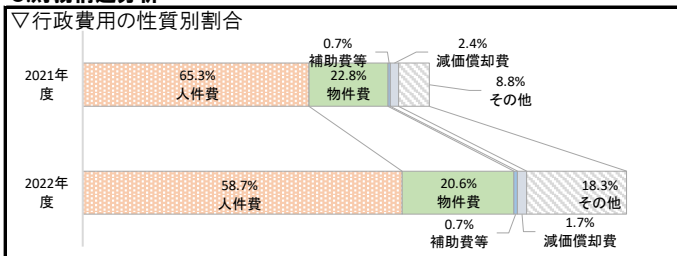 ▽行政費用の性質別割合
0.7%
補助費等
2.4%
減価償却費
2021年
度
65.3%
人件費
22.8%
物件費
8.8%
その他
2022年
度
58.7%
人件費
20.6%
物件費
18.3%
その他
0.7%
補助費等
1.7%
減価償却費